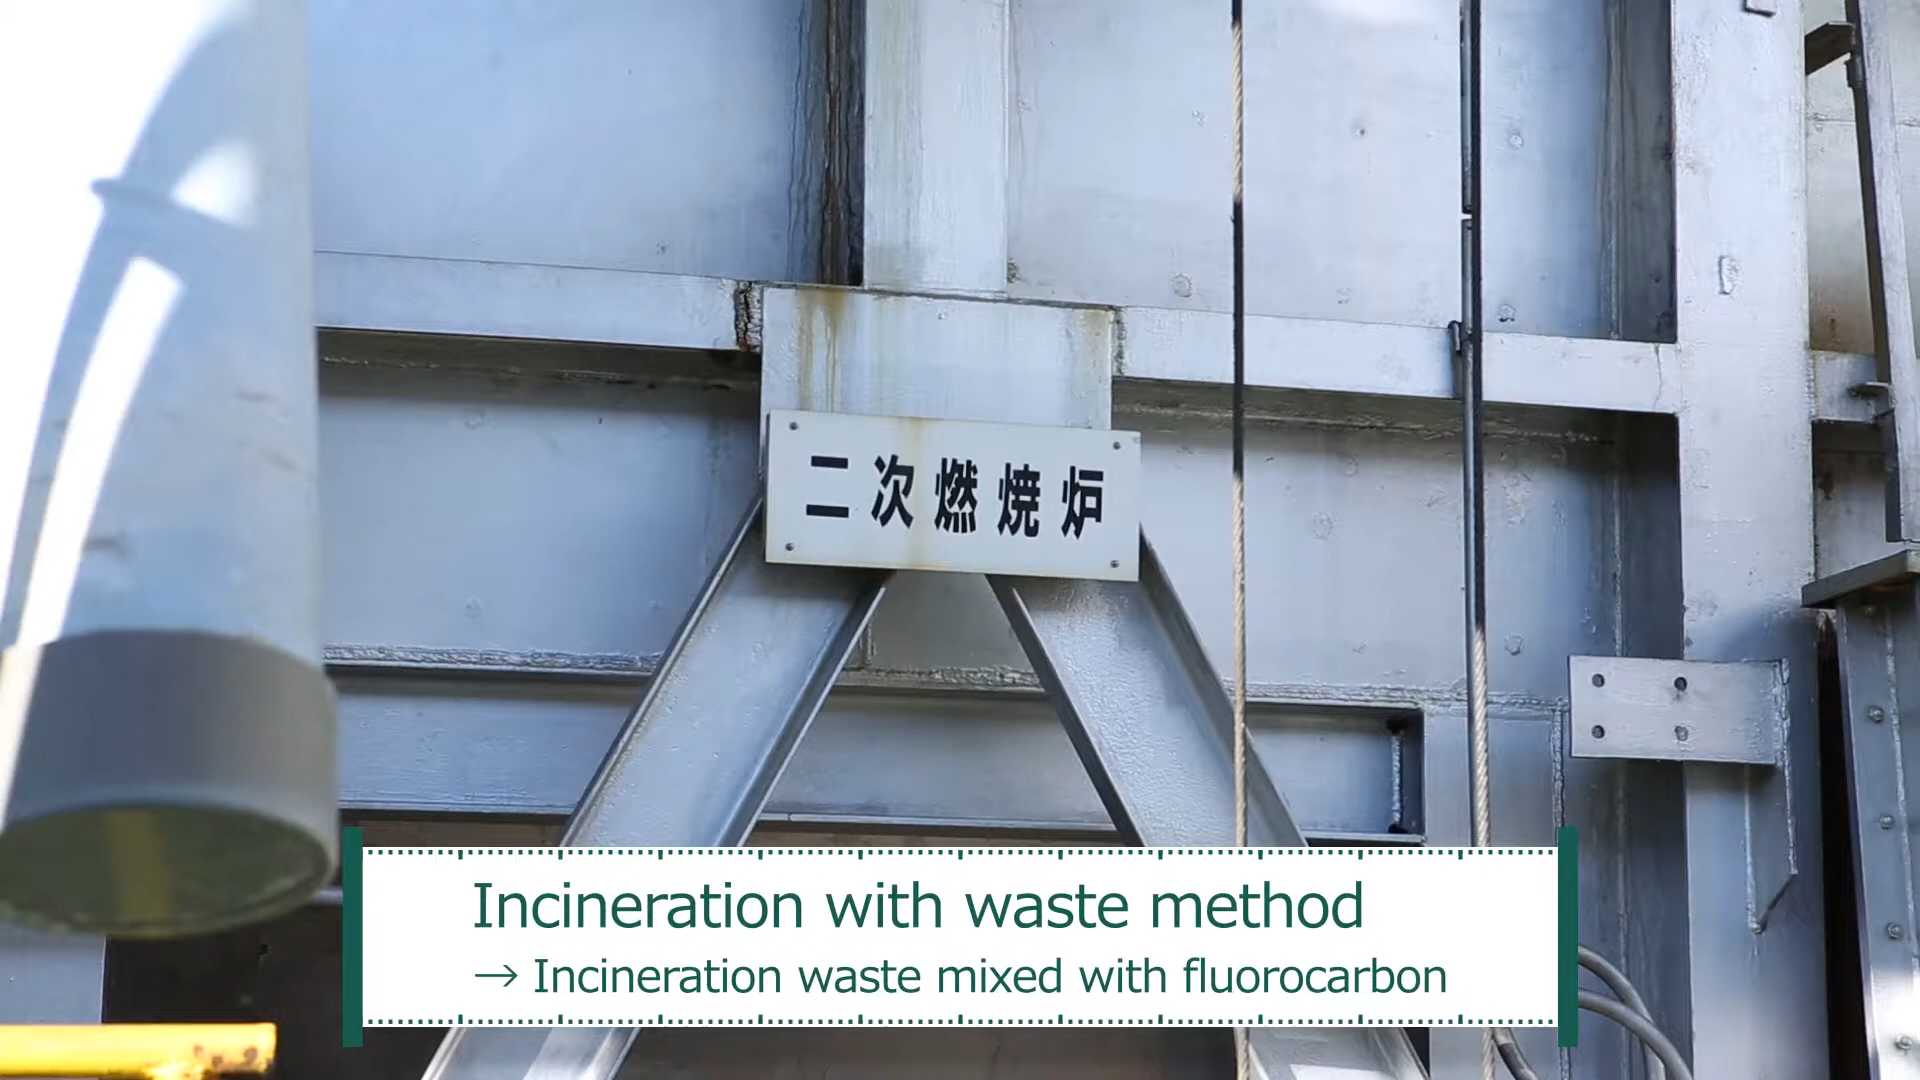 二次燃焼炉
Incineration with waste method
→ Incineration waste mixed with fluorocarbon